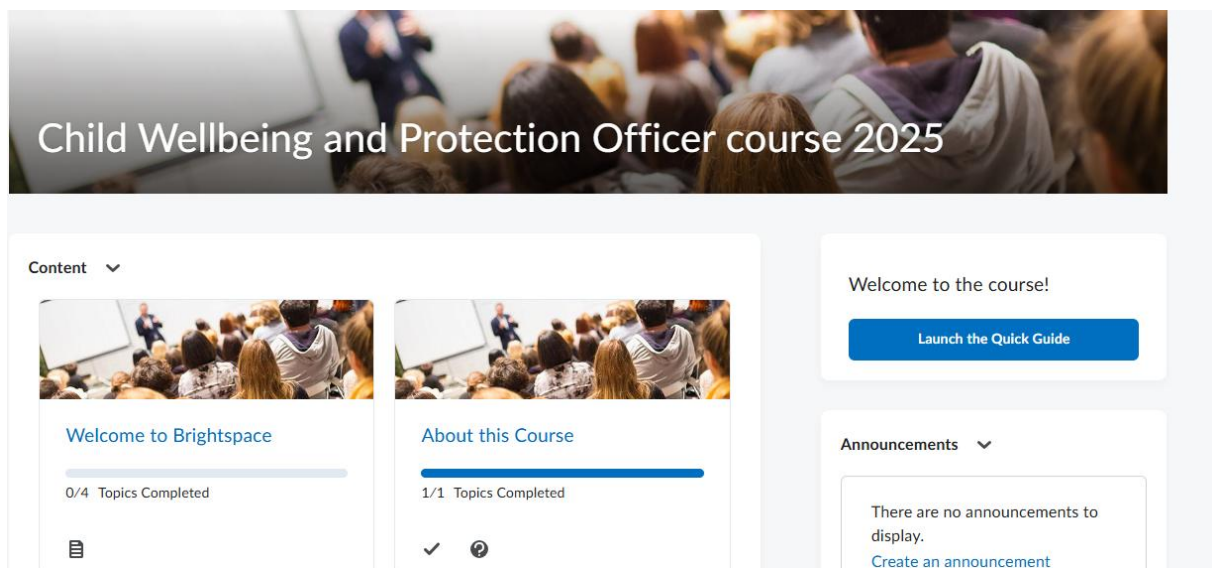 Child Wellbeing and Protection Officer course 2025
Content
Welcome to the course!
Launch the Quick Guide
Welcome to Brightspace
About this Course
0/4 Topics Completed
1/1 Topics Completed
Announcements
There are no announcements to
display.
Create an announcement